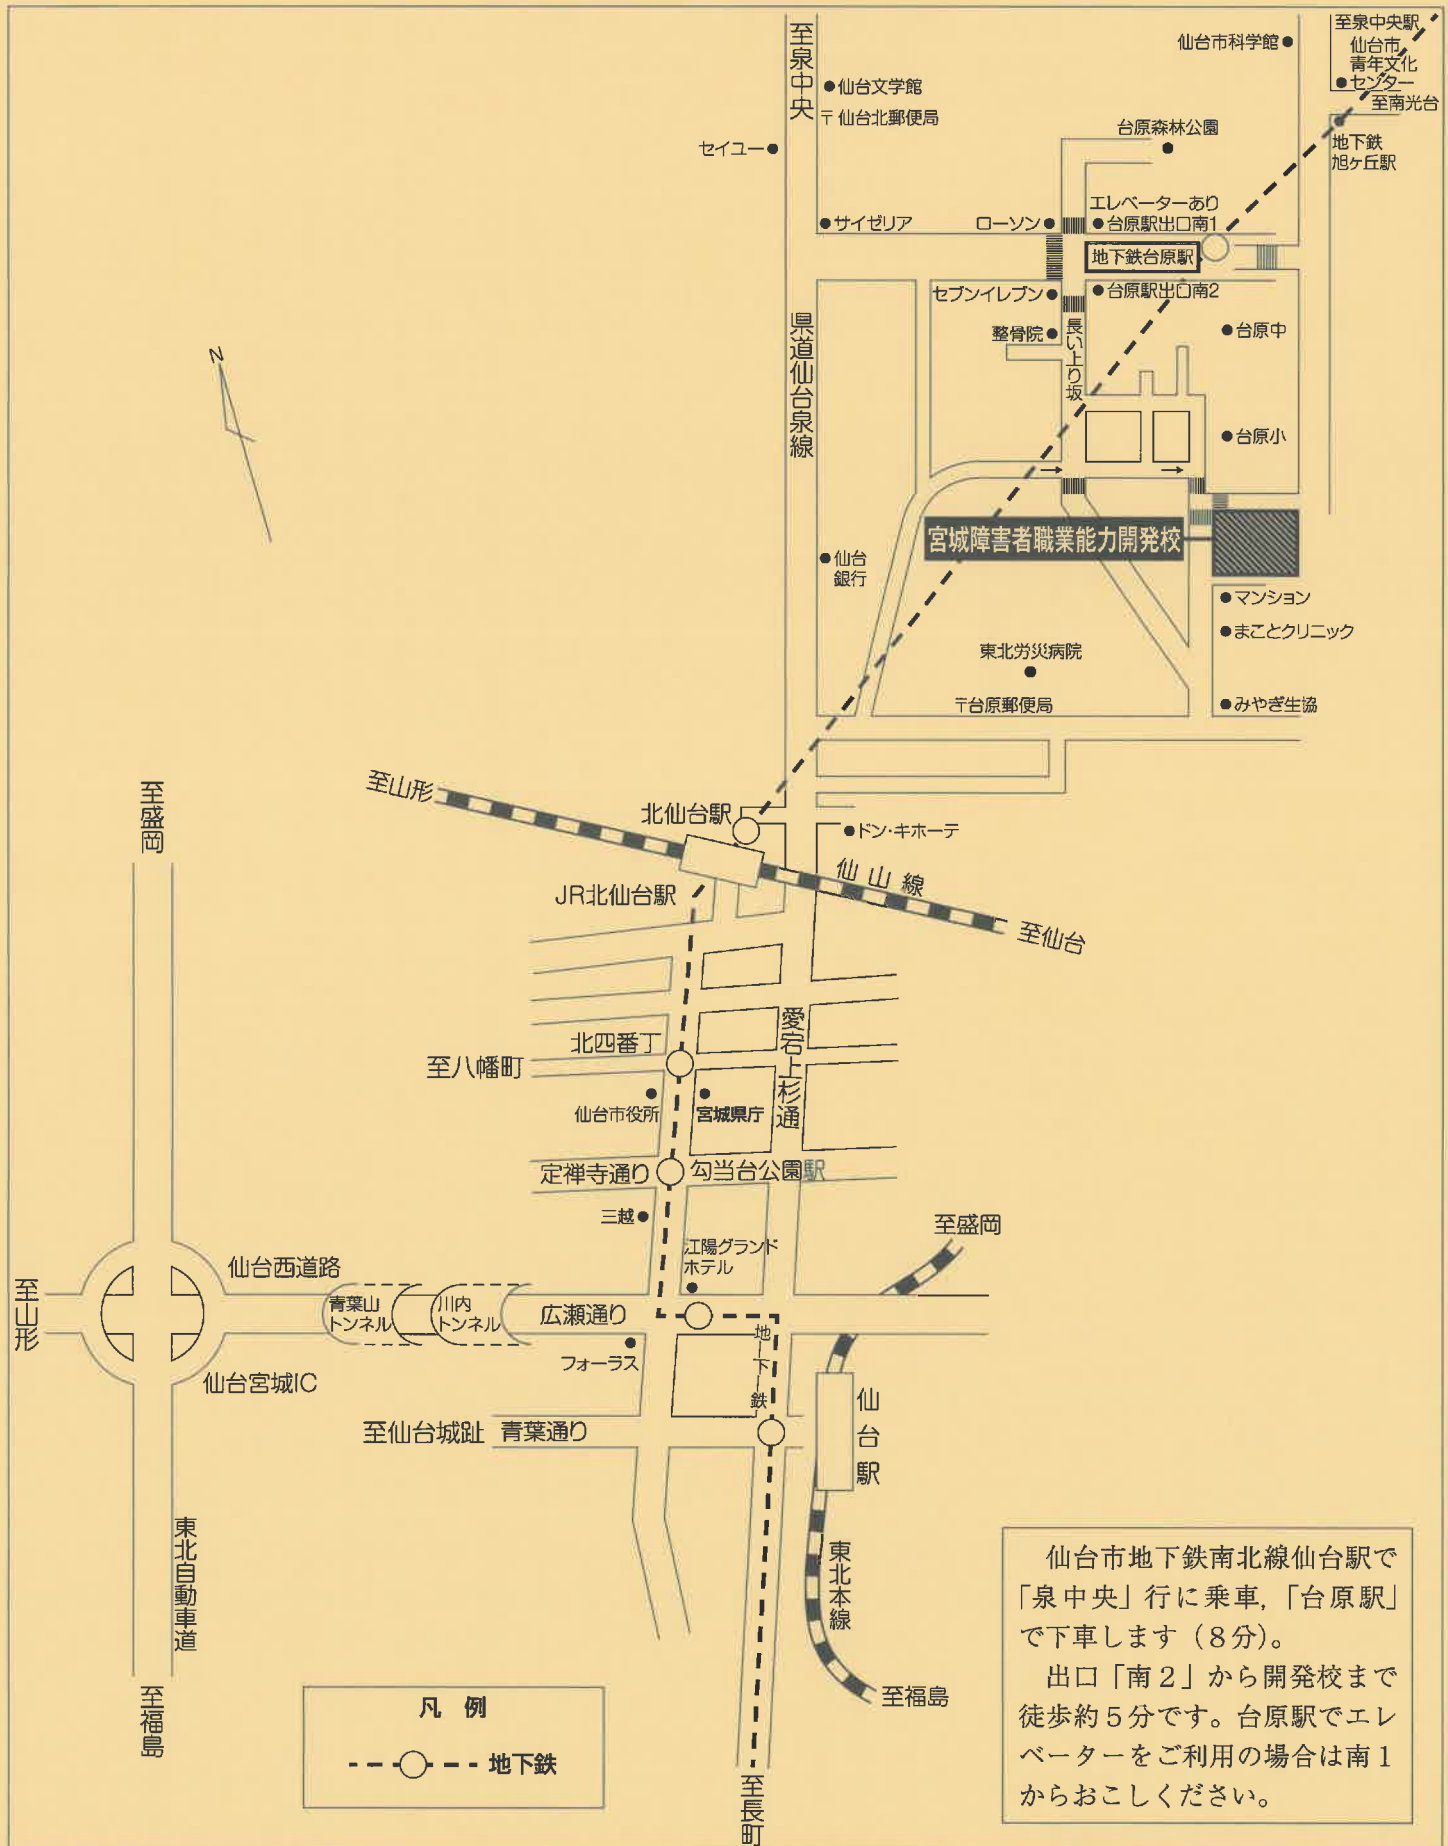 至泉中央
仙台文学館
〒仙台北郵便局
セイユー
仙台市科学館
至泉中央駅
仙台市
青年文化
センター
至南光台
地下鉄
旭ヶ丘駅
台原森林公園
エレベーターあり
台原駅出口南1
サイゼリア
ローソン
地下鉄台原駅
セブンイレブン
台原駅出口南2
整骨院
長い上り坂
台原中
台原小
県道仙台泉線
N
宮城障害者職業能力開発校
仙台
銀行
マンション
まことクリニック
東北労災病院
〒台原郵便局
みやぎ生協
至山形
北仙台駅
ドン・キホーテ
仙山線
JR北仙台駅
至仙台
至盛岡
北四番丁
至八幡町
愛宕上杉通
仙台市役所
宮城県庁
定禅寺通り
勾当台公園駅
三越
至盛岡
江陽グランド
ホテル
仙台西道路
至山形
青葉山
トンネル
川内
トンネル
広瀬通り
地下鉄
フォーラス
仙台宮城IC
仙台駅
至仙台城趾
青葉通り
東北自動車道
東北本線
至福島
至福島
至長町
凡 例
地下鉄
仙台市地下鉄南北線仙台駅で
「泉中央」行に乗車,「台原駅」
で下車します（8分）。
出口「南2」から開発校まで
徒歩約5分です。台原駅でエレ
ベーターをご利用の場合は南1
からおこしください。